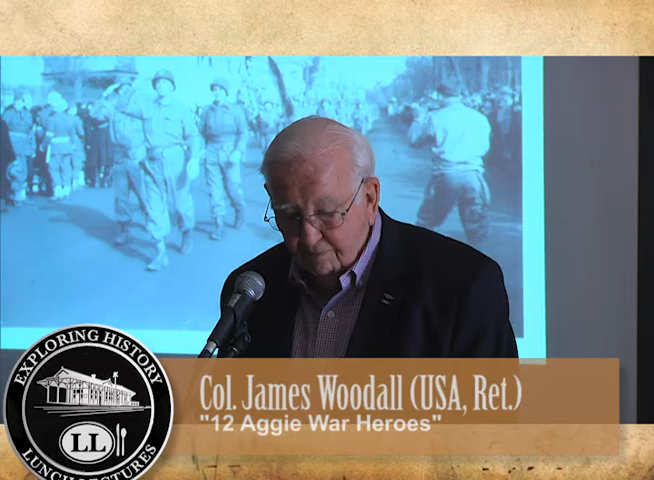 Col. James Woodall (USA, Ret.)
"12 Aggie War Heroes"
EXPLORING HISTORY
LL
LUNCH LECTURES